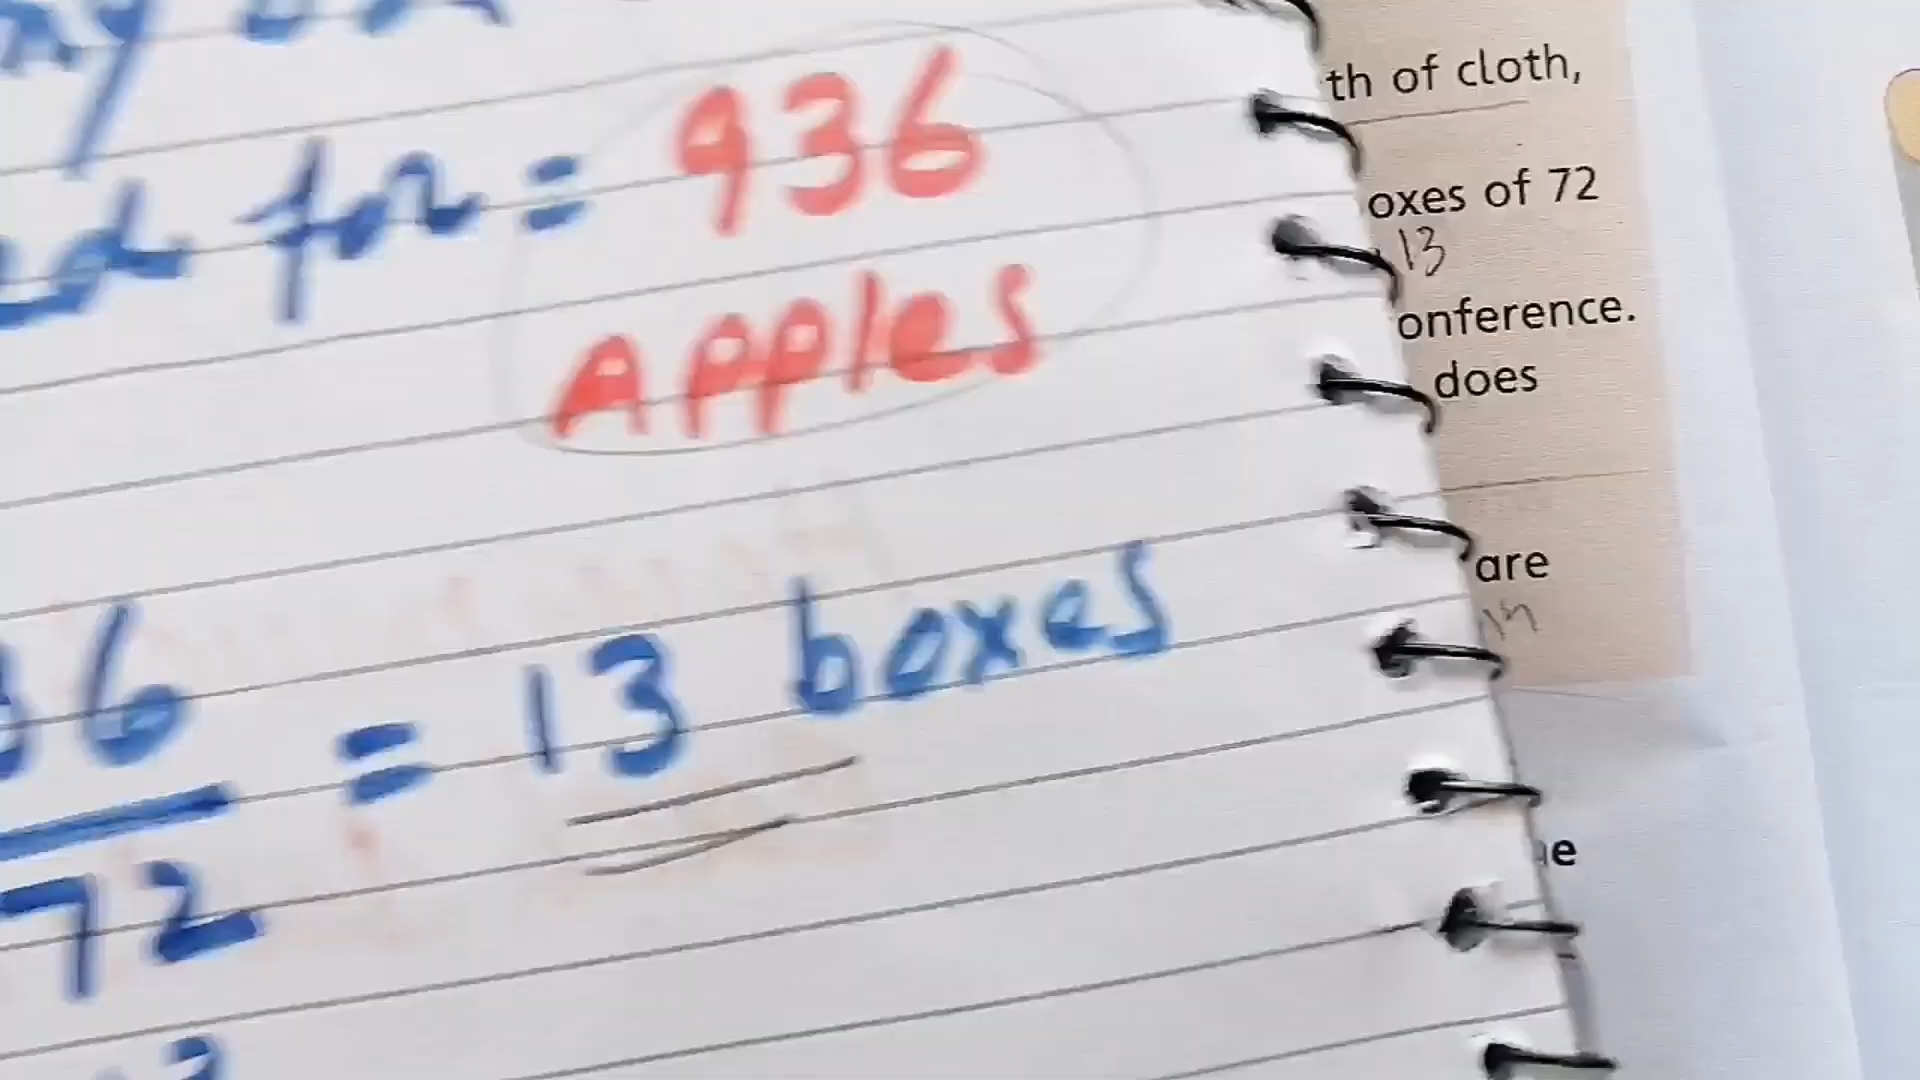 for = 936
Apples
36
= 13 boxes
72
th of cloth,
oxes of 72
13
onference.
does
are